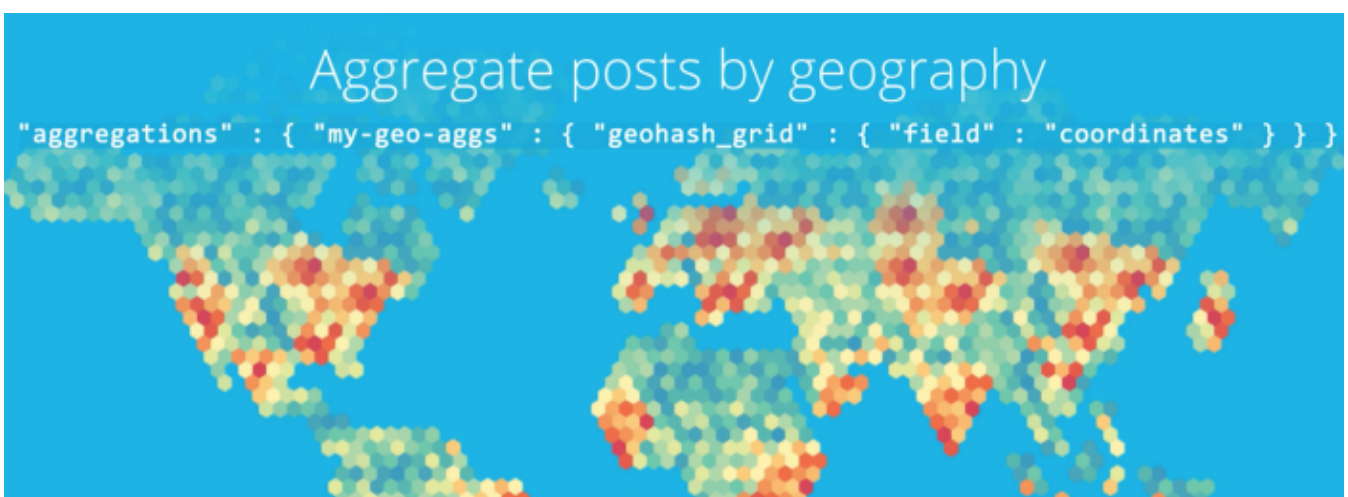 Aggregate posts by geography
"aggregations" : { "my-geo-aggs" : { "geohash_grid" : { "field" : "coordinates" } } }